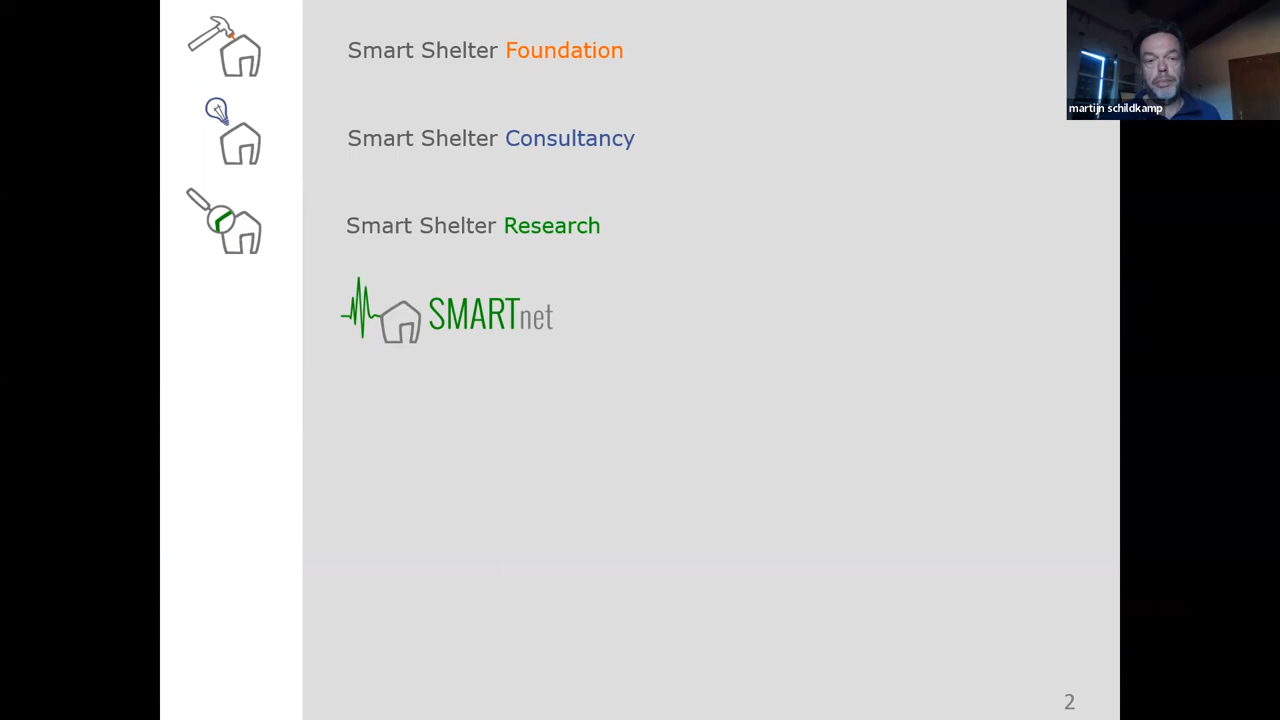 Smart Shelter Foundation
martijn schildkamp
Smart Shelter Consultancy
Smart Shelter Research
SMARTnet
2